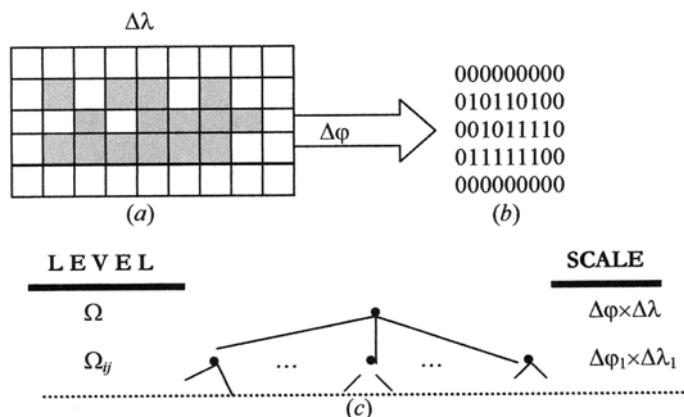 Δλ
000000000
010110100
Δφ
001011110
011111100
000000000
(a)
(b)
LEVEL
SCALE
Ω
Δφ×Δλ
Ωij
... ...
Δφ1×Δλ1
(c)